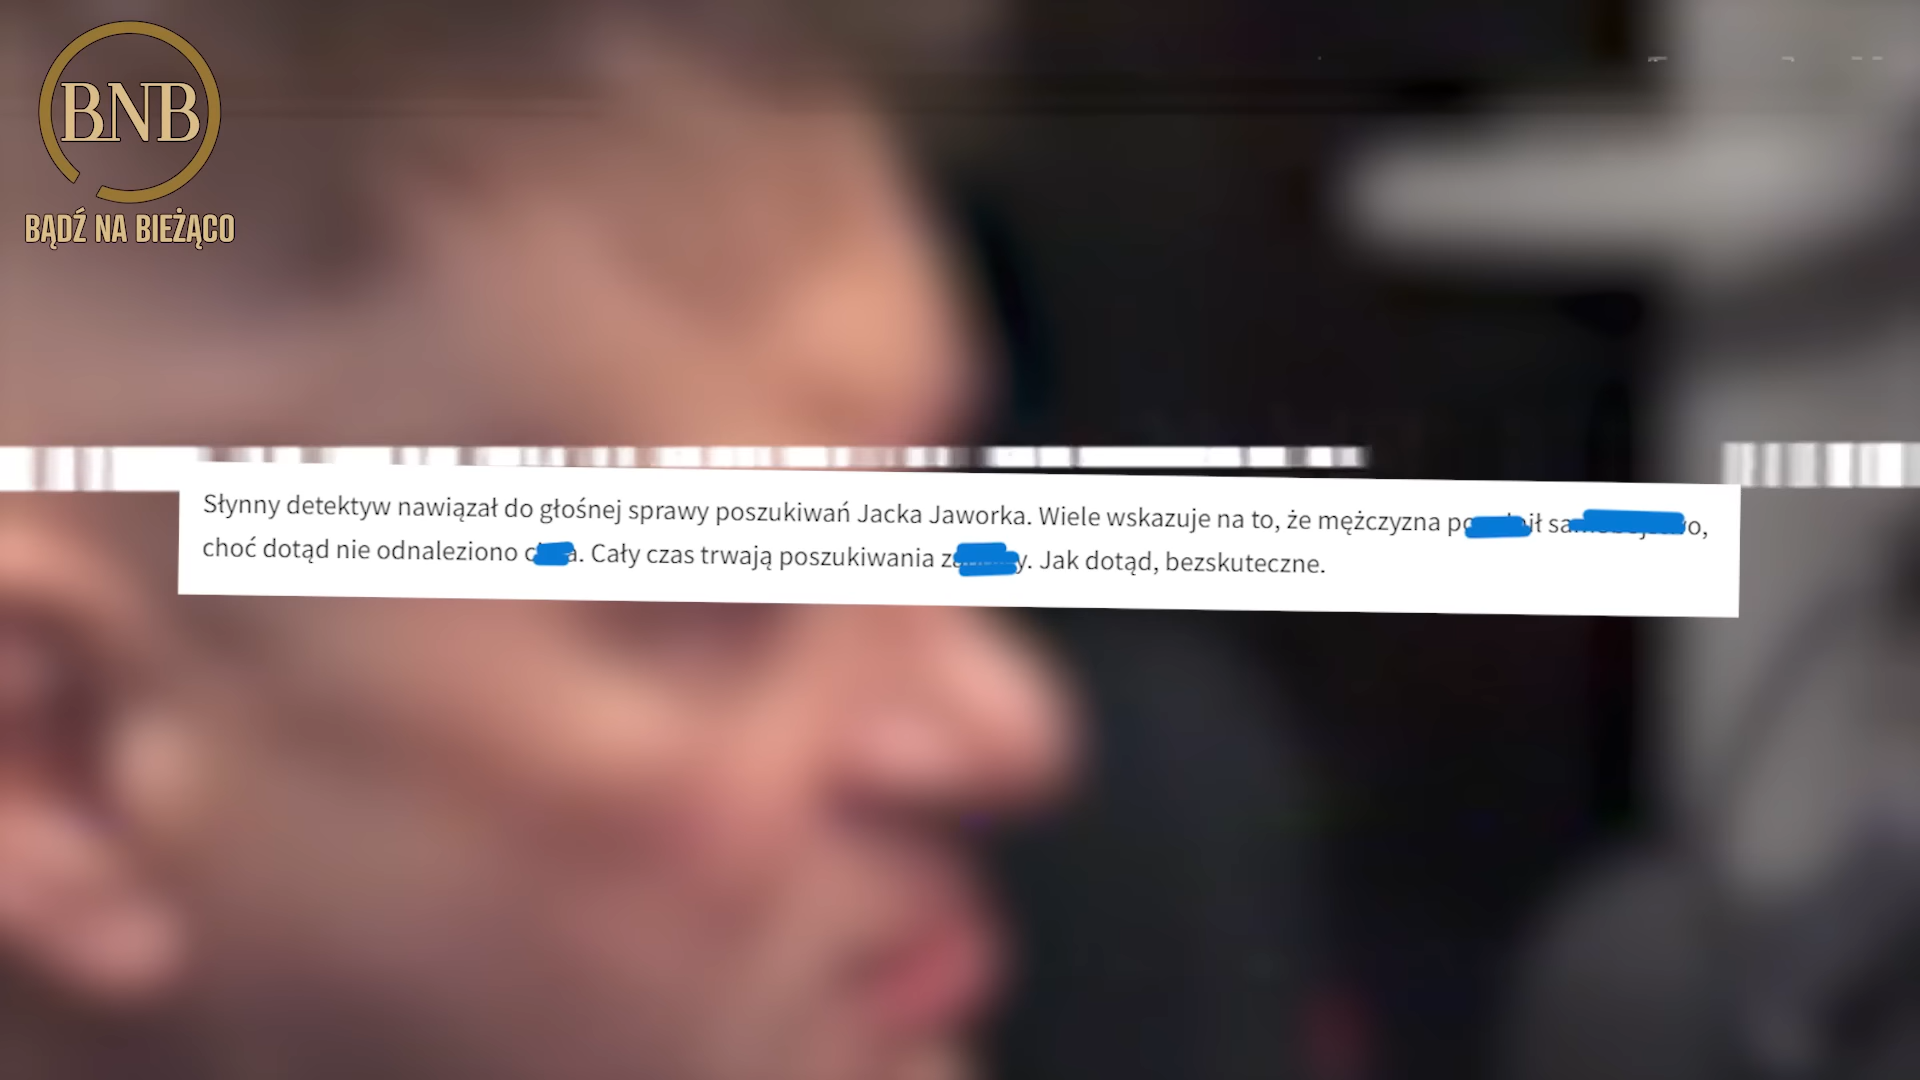 BNB
BĄDŹ NA BIEŻĄCO
Słynny detektyw nawiązał do głośnej sprawy poszukiwań Jacka Jaworka. Wiele wskazuje na to, że mężczyzna
choć dotąd nie odnaleziono Cały czas trwają poszukiwania Jak dotąd, bezskuteczne.